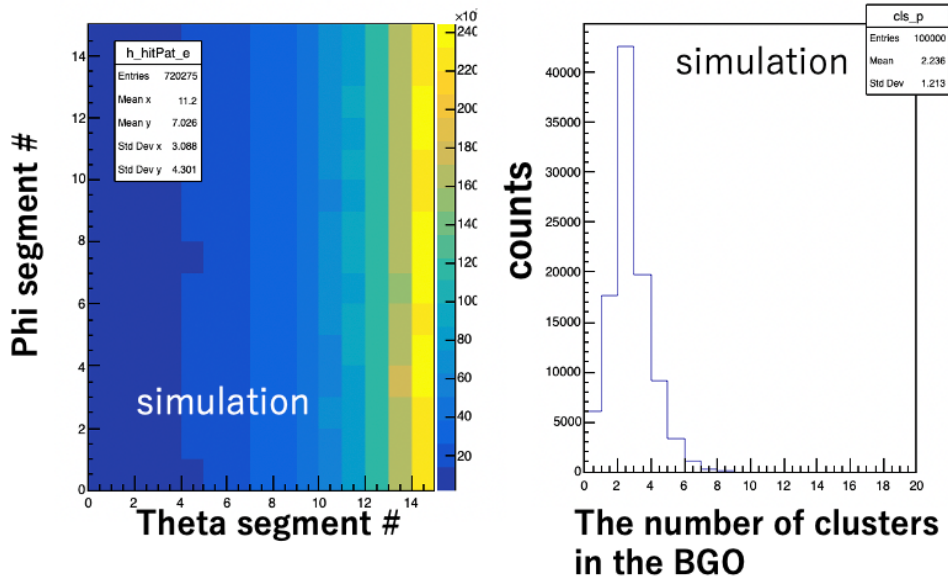 h_hitPat_e
Entries 720275
Mean x 11.2
Mean y 7.026
Std Dev x 3.088
Std Dev y 4.301
simulation
Phi segment #
14
12
10
8
6
4
2
0
0 2 4 6 8 10 12 14
Theta segment #
240
220
200
180
160
140
120
100
80
60
40
20
cls_p
Entries 100000
Mean 2.236
Std Dev 1.213
simulation
counts
40000
35000
30000
25000
20000
15000
10000
5000
0
0 2 4 6 8 10 12 14 16 18 20
The number of clusters
in the BGO